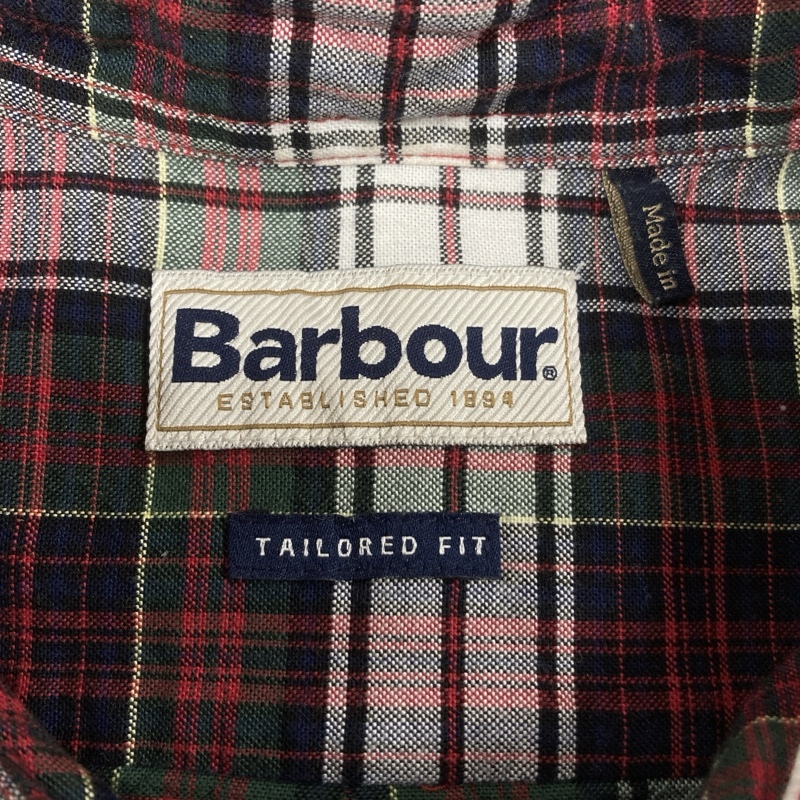 Barbour®
ESTABLISHED 1894
TAILORED FIT
Made in